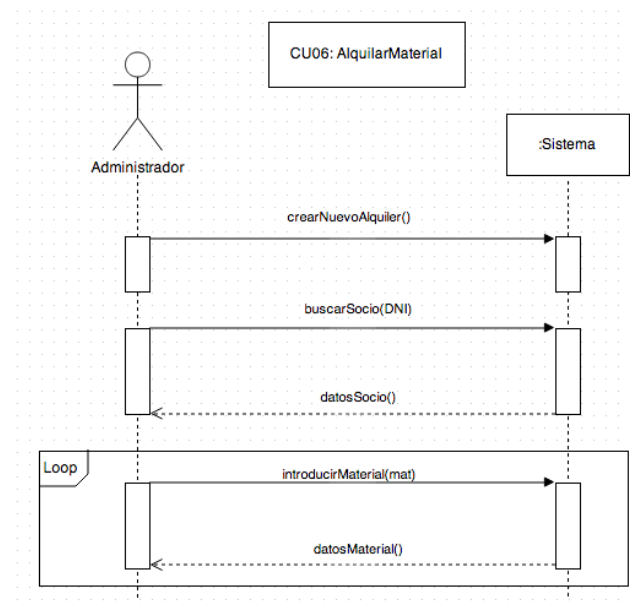 CU06: AlquilarMaterial
:Sistema
Administrador
crearNuevoAlquiler()
buscarSocio(DNI)
datosSocio()
Loop
introducirMaterial(mat)
datosMaterial()